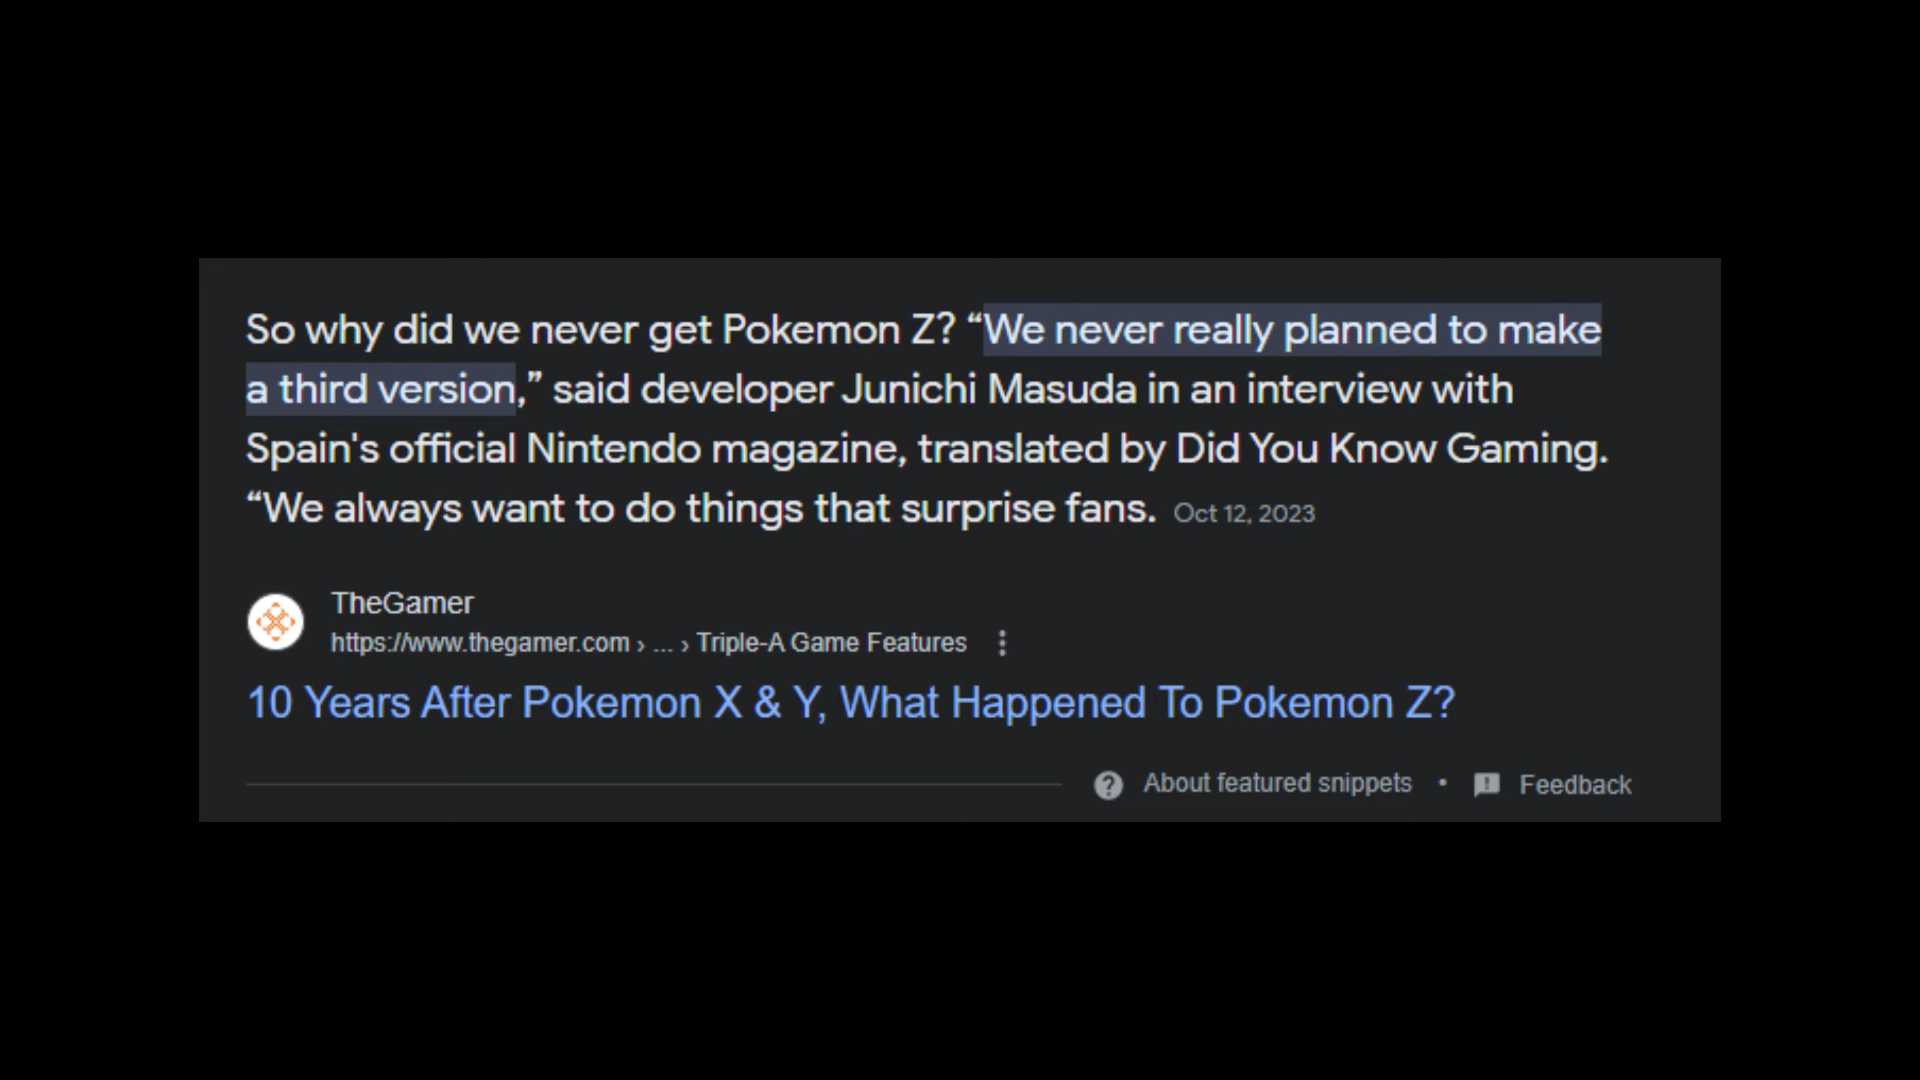 So why did we never get Pokemon Z? “We never really planned to make
a third version,” said developer Junichi Masuda in an interview with
Spain's official Nintendo magazine, translated by Did You Know Gaming.
“We always want to do things that surprise fans. Oct 12, 2023
TheGamer
https://www.thegamer.com › ... › Triple-A Game Features
10 Years After Pokemon X & Y, What Happened To Pokemon Z?
About featured snippets • Feedback